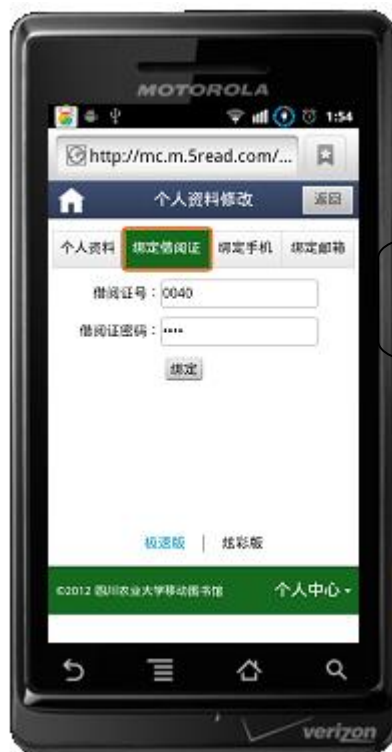 MOTOROLA
1:54
http://mc.m.5read.com/...
个人资料修改 返回
个人资料 绑定借阅证 绑定手机 绑定邮箱
借阅证号：0040
借阅证密码：••••
绑定
极速版 | 炫彩版
©2012 四川农业大学移动图书馆 个人中心
verizon